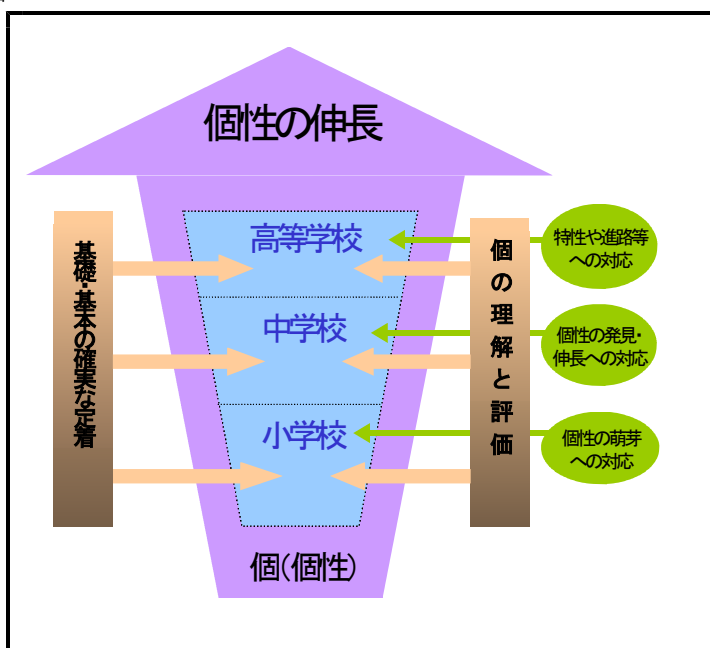 個性の伸長
基礎・基本の確実な定着
高等学校
中学校
小学校
個(個性)
個の理解と評価
特性や進路等
への対応
個性の発見・
伸長への対応
個性の萌芽
への対応